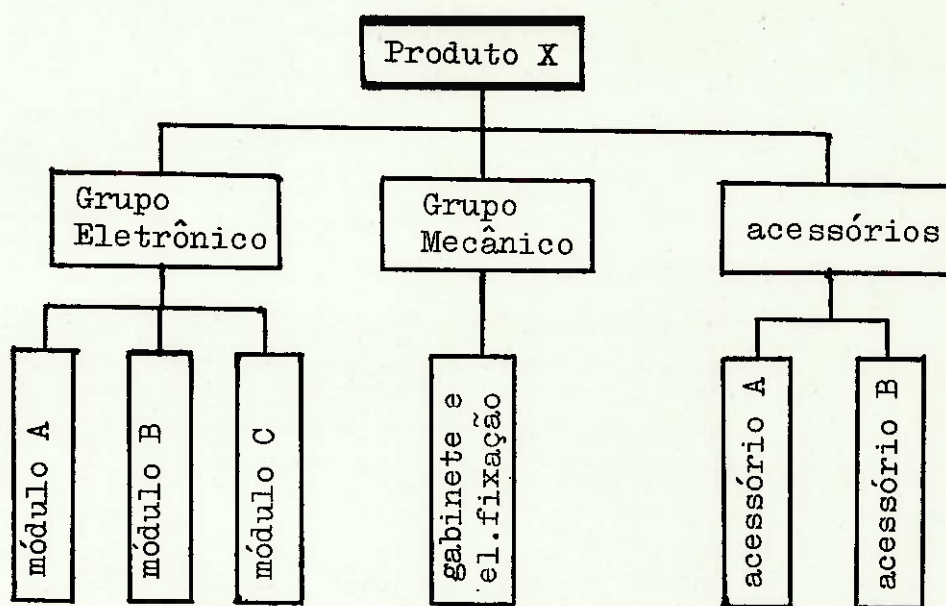 Produto X
Grupo
Eletrônico
Grupo
Mecânico
acessórios
módulo A
módulo B
módulo C
gabinete e
el.fixação
acessório A
acessório B